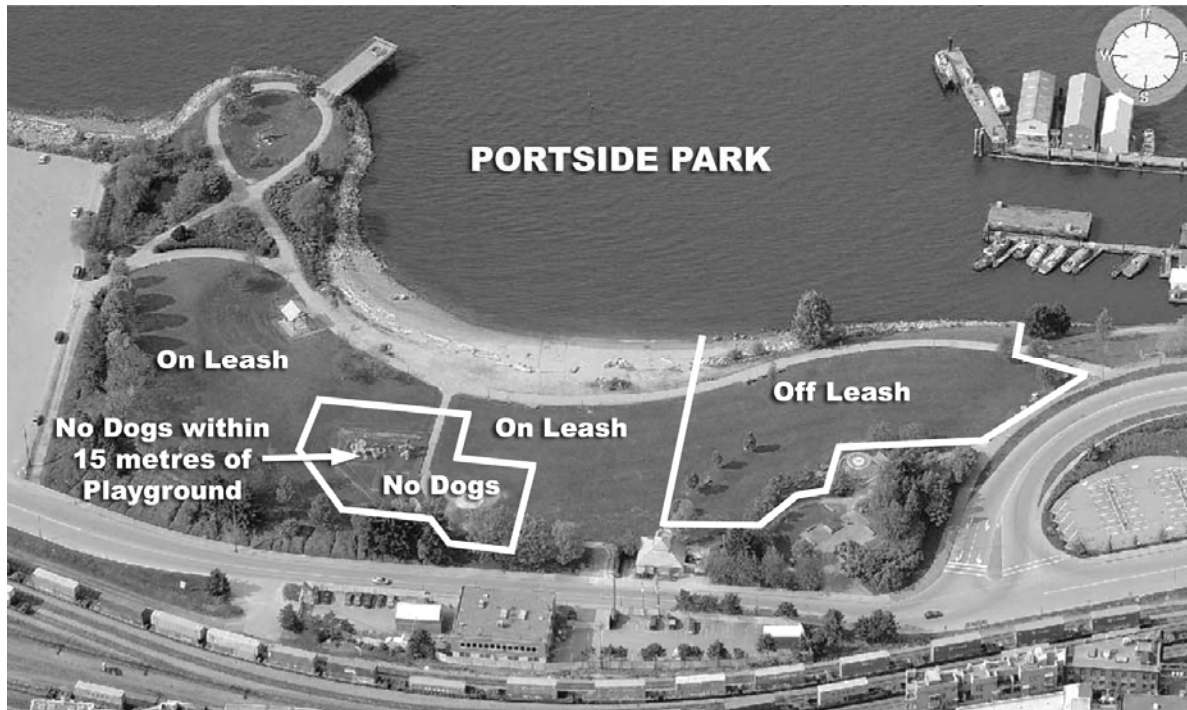 N
W
E
S
PORTSIDE PARK
On Leash
Off Leash
No Dogs within
15 metres of
Playground
On Leash
No Dogs